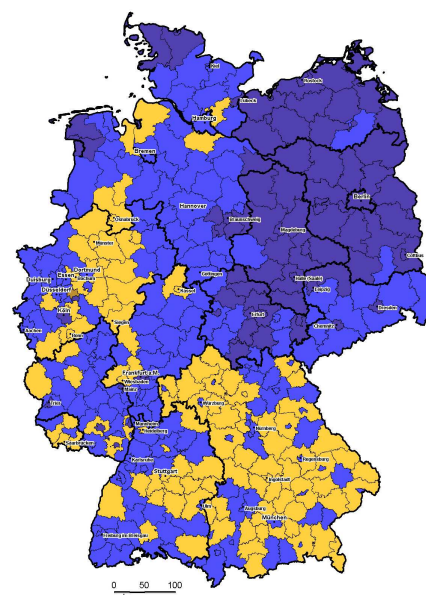 Kiel
Rostock
Lübeck
Hamburg
Bremen
Berlin
Hannover
Braunschweig
Magdeburg
Osnabrück
Münster
Cottbus
Göttingen
Halle (Saale)
Leipzig
Duisburg
Essen
Dortmund
Bochum
Düsseldorf
Kassel
Dresden
Köln
Erfurt
Chemnitz
Aachen
Bonn
Siegen
Frankfurt a.M.
Wiesbaden
Mainz
Trier
Würzburg
Mannheim
Heidelberg
Nürnberg
Saarbrücken
Karlsruhe
Regensburg
Stuttgart
Ingolstadt
Ulm
Augsburg
München
Freiburg im Breisgau
0 50 100